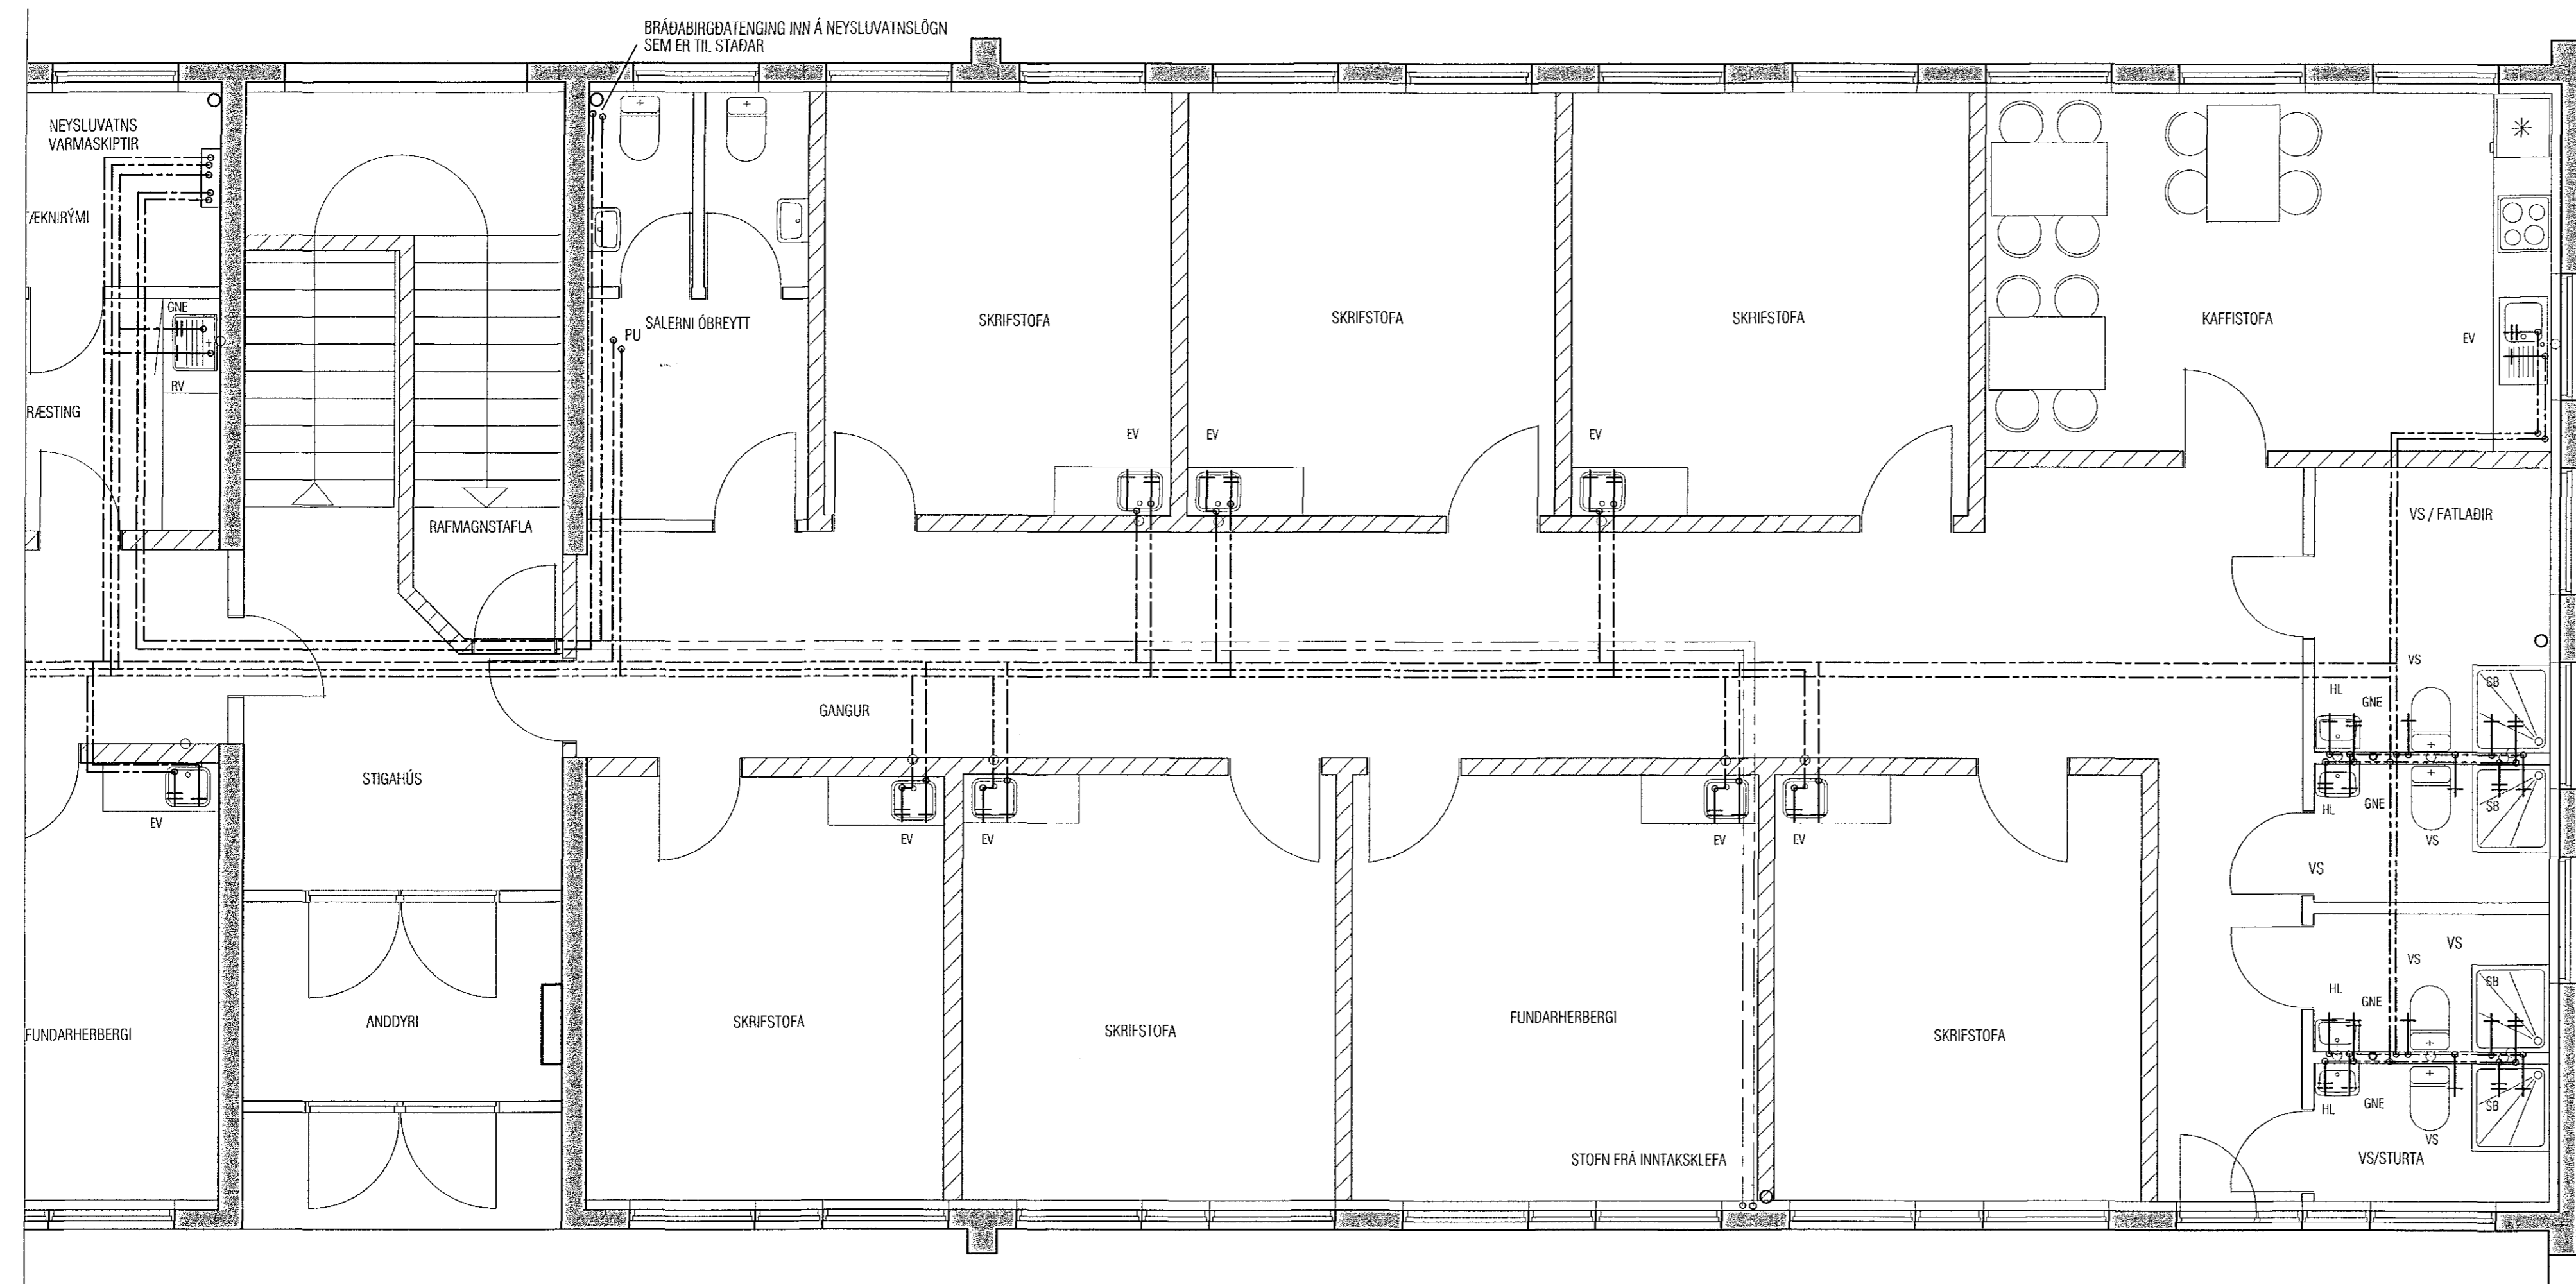 BRÁÐABIRGÐATENGING INN Á NEYSLUVATNSLÖGN
SEM ER TIL STAÐAR
NEYSLUVATNS
VARMASKIPTIR
TÆKNIRÝMI
GNE
RV
RÆSTING
RAFMAGNSTAFLA
SALERNI ÓBREYTT
PU
SKRIFSTOFA
SKRIFSTOFA
SKRIFSTOFA
KAFFISTOFA
EV
EV
EV
EV
VS / FATLAÐIR
GANGUR
STIGAHÚS
EV
EV
EV
EV
EV
VS
HL
GNE
SB
HL
GNE
SB
VS
VS
VS
VS
HL
GNE
SB
HL
GNE
SB
VS
VS/STURTA
FUNDARHERBERGI
ANDDYRI
SKRIFSTOFA
SKRIFSTOFA
FUNDARHERBERGI
SKRIFSTOFA
STOFN FRÁ INNTAKSKLEFA